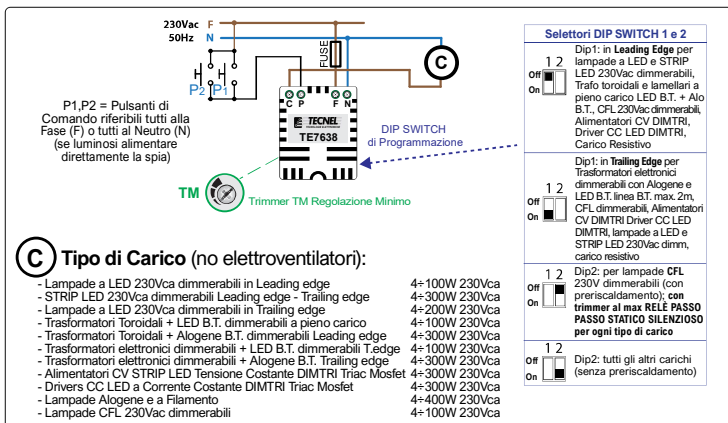 230Vac F
50Hz N
FUSE
C
P2 P1
C P F N
TECNEL
TE7638
P1,P2 = Pulsanti di
Comando riferibili tutti alla
Fase (F) o tutti al Neutro (N)
(se luminosi alimentare
direttamente la spia)
DIP SWITCH
di Programmazione
TM
Trimmer TM Regolazione Minimo
C Tipo di Carico (no elettroventilatori):
- Lampade a LED 230Vca dimmerabili in Leading edge 4÷100W 230Vca
- STRIP LED 230Vca dimmerabili Leading edge - Trailing edge 4÷300W 230Vca
- Lampade a LED 230Vca dimmerabili in Trailing edge 4÷200W 230Vca
- Trasformatori Toroidali + LED B.T. dimmerabili a pieno carico 4÷100W 230Vca
- Trasformatori Toroidali + Alogene B.T. dimmerabili Leading edge 4÷300W 230Vca
- Trasformatori elettronici dimmerabili + LED B.T. dimmerabili T.edge 4÷100W 230Vca
- Trasformatori elettronici dimmerabili + Alogene B.T. Trailing edge 4÷300W 230Vca
- Alimentatori CV STRIP LED Tensione Costante DIMTRI Triac Mosfet 4÷300W 230Vca
- Drivers CC LED a Corrente Costante DIMTRI Triac Mosfet 4÷300W 230Vca
- Lampade Alogene e a Filamento 4÷400W 230Vca
- Lampade CFL 230Vac dimmerabili 4÷100W 230Vca
Selettori DIP SWITCH 1 e 2
1 2
Off
On
Dip1: in Leading Edge per
lampade a LED e STRIP
LED 230Vac dimmerabili,
Trafo toroidali e lamellari a
pieno carico LED B.T. + Alo
B.T., CFL 230Vac dimmerabili,
Alimentatori CV DIMTRI,
Driver CC LED DIMTRI,
Carico Resistivo
1 2
Off
On
Dip1: in Trailing Edge per
Trasformatori elettronici
dimmerabili con Alogene e
LED B.T. linea B.T. max. 2m,
CFL dimmerabili, Alimentatori
CV DIMTRI Driver CC LED
DIMTRI, lampade a LED e
STRIP LED 230Vac dimm,
carico resistivo
1 2
Off
On
Dip2: per lampade CFL
230V dimmerabili (con
preriscaldamento); con
trimmer al max RELÈ PASSO
PASSO STATICO SILENZIOSO
per ogni tipo di carico
1 2
Off
On
Dip2: tutti gli altri carichi
(senza preriscaldamento)